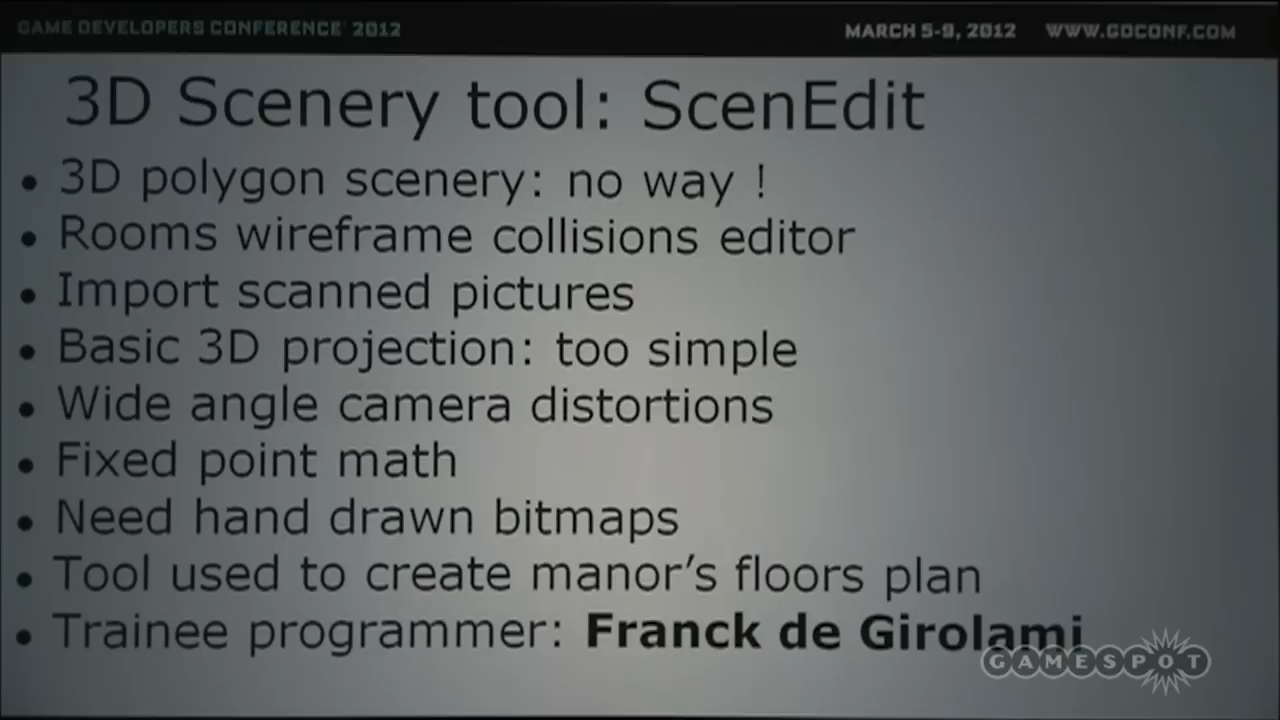 GAME DEVELOPERS CONFERENCE® 2012
MARCH 5-9, 2012 WWW.GDCONF.COM
3D Scenery tool: ScenEdit
• 3D polygon scenery: no way !
• Rooms wireframe collisions editor
• Import scanned pictures
• Basic 3D projection: too simple
• Wide angle camera distortions
• Fixed point math
• Need hand drawn bitmaps
• Tool used to create manor’s floors plan
• Trainee programmer: Franck de Girolami
GAMESPOT